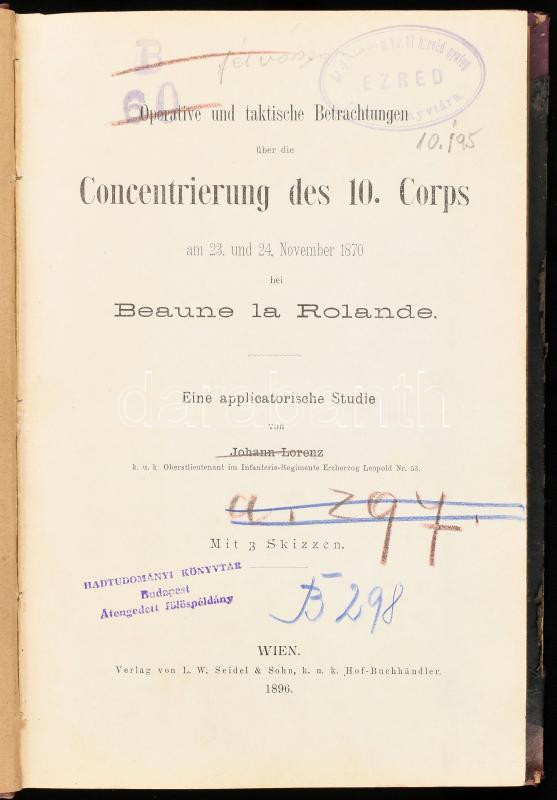 B
60
EZRED
10./95
Operative und taktische Betrachtungen
über die
Concentrierung des 10. Corps
am 23. und 24. November 1870
bei
Beaune la Rolande.
Eine applicatorische Studie
von
Johann Lorenz
k. u. k. Oberstlieutenant im Infanterie-Regimente Erzherzog Leopold Nr. 53.
a. 297.
Mit 3 Skizzen.
HADTUDOMÁNYI KÖNYVTÁR
Budapest
Átengedett fölöspéldány
B 298
WIEN.
Verlag von L. W. Seidel & Sohn, k. u. k. Hof-Buchhändler.
1896.
darabanth